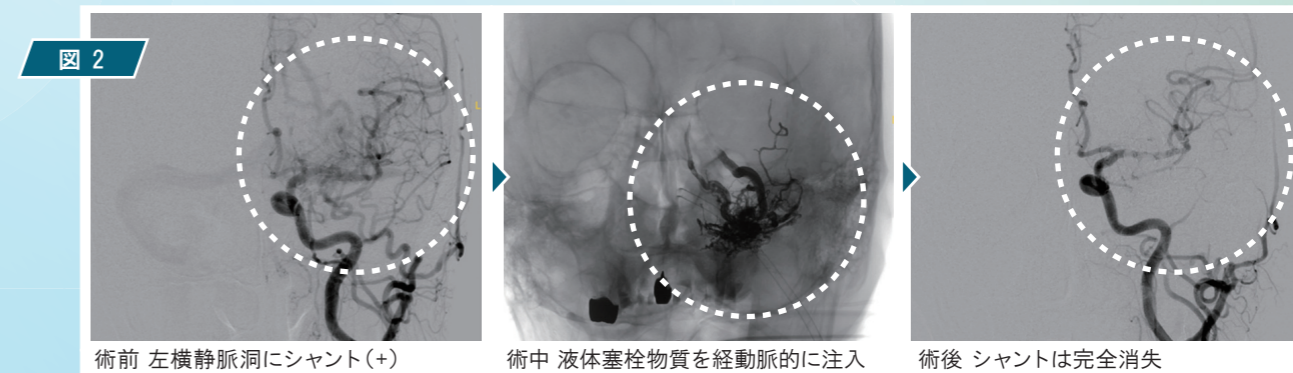 図 2
L
術前 左横静脈洞にシャント(+)
術中 液体塞栓物質を経動脈的に注入
術後 シャントは完全消失